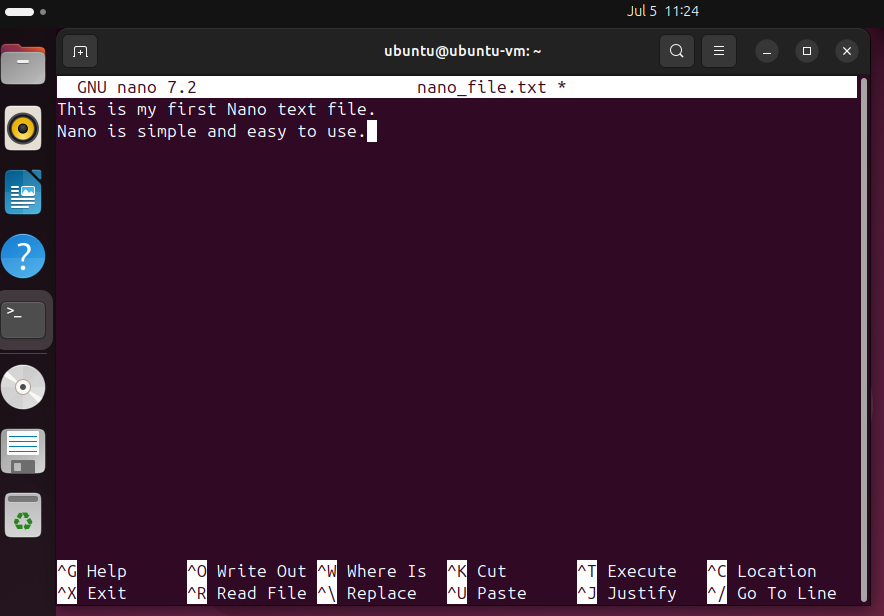 Jul 5 11:24
ubuntu@ubuntu-vm: ~
GNU nano 7.2 nano_file.txt *
This is my first Nano text file.
Nano is simple and easy to use.
^G Help ^O Write Out ^W Where Is ^K Cut ^T Execute ^C Location
^X Exit ^R Read File ^\ Replace ^U Paste ^J Justify ^/ Go To Line
?
>_